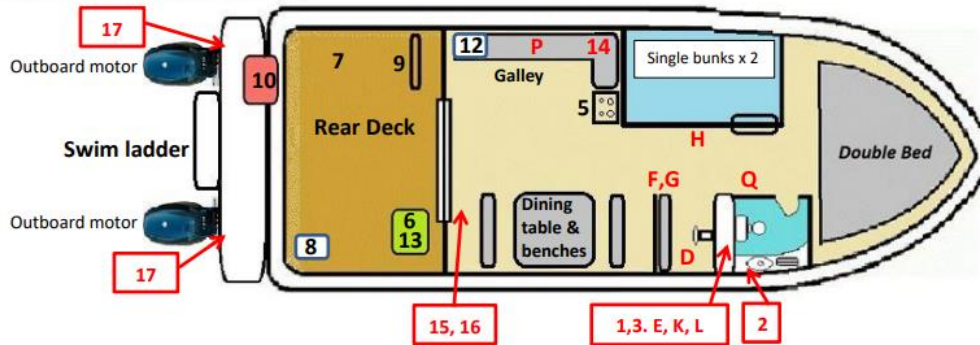 17
Outboard motor
10
7
9
12
P
14
Galley
5
Single bunks x 2
Rear Deck
Swim ladder
H
Double Bed
F,G
Q
Outboard motor
6
13
8
Dining
table &
benches
D
17
15, 16
1,3. E, K, L
2